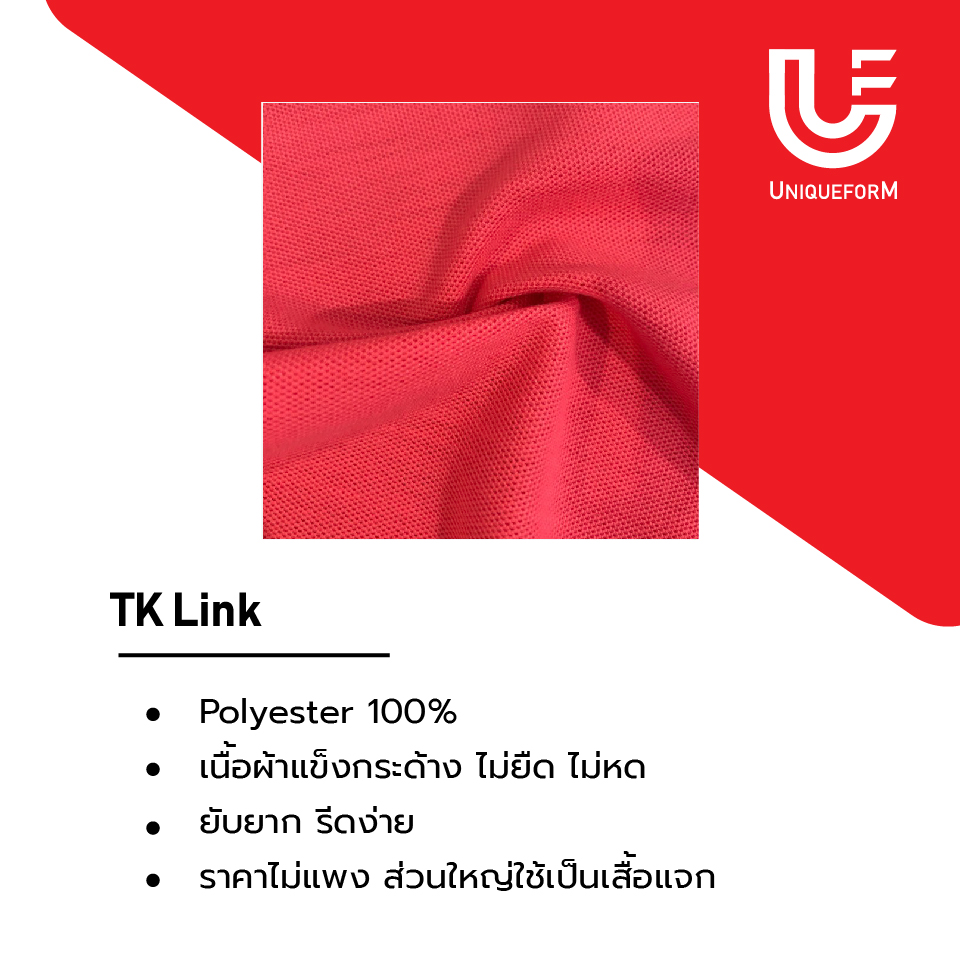 UNIQUEFORM
TK Link
Polyester 100%
เนื้อผ้าแข็งกระด้าง ไม่ยืด ไม่หด
ยับยาก รีดง่าย
ราคาไม่แพง ส่วนใหญ่ใช้เป็นเสื้อแจก